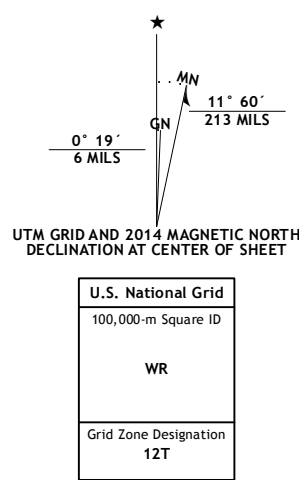 ★
MN
GN
11° 60´
213 MILS
0° 19´
6 MILS
UTM GRID AND 2014 MAGNETIC NORTH
DECLINATION AT CENTER OF SHEET
U.S. National Grid
100,000-m Square ID
WR
Grid Zone Designation
12T